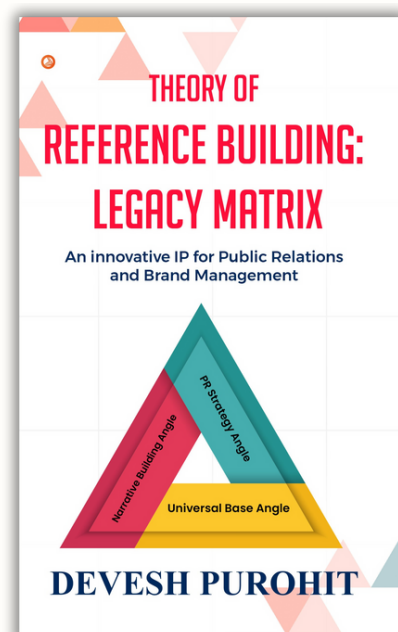 THEORY OF
REFERENCE BUILDING:
LEGACY MATRIX
An innovative IP for Public Relations
and Brand Management
PR Strategy Angle
Narrative Building Angle
Universal Base Angle
DEVESH PUROHIT